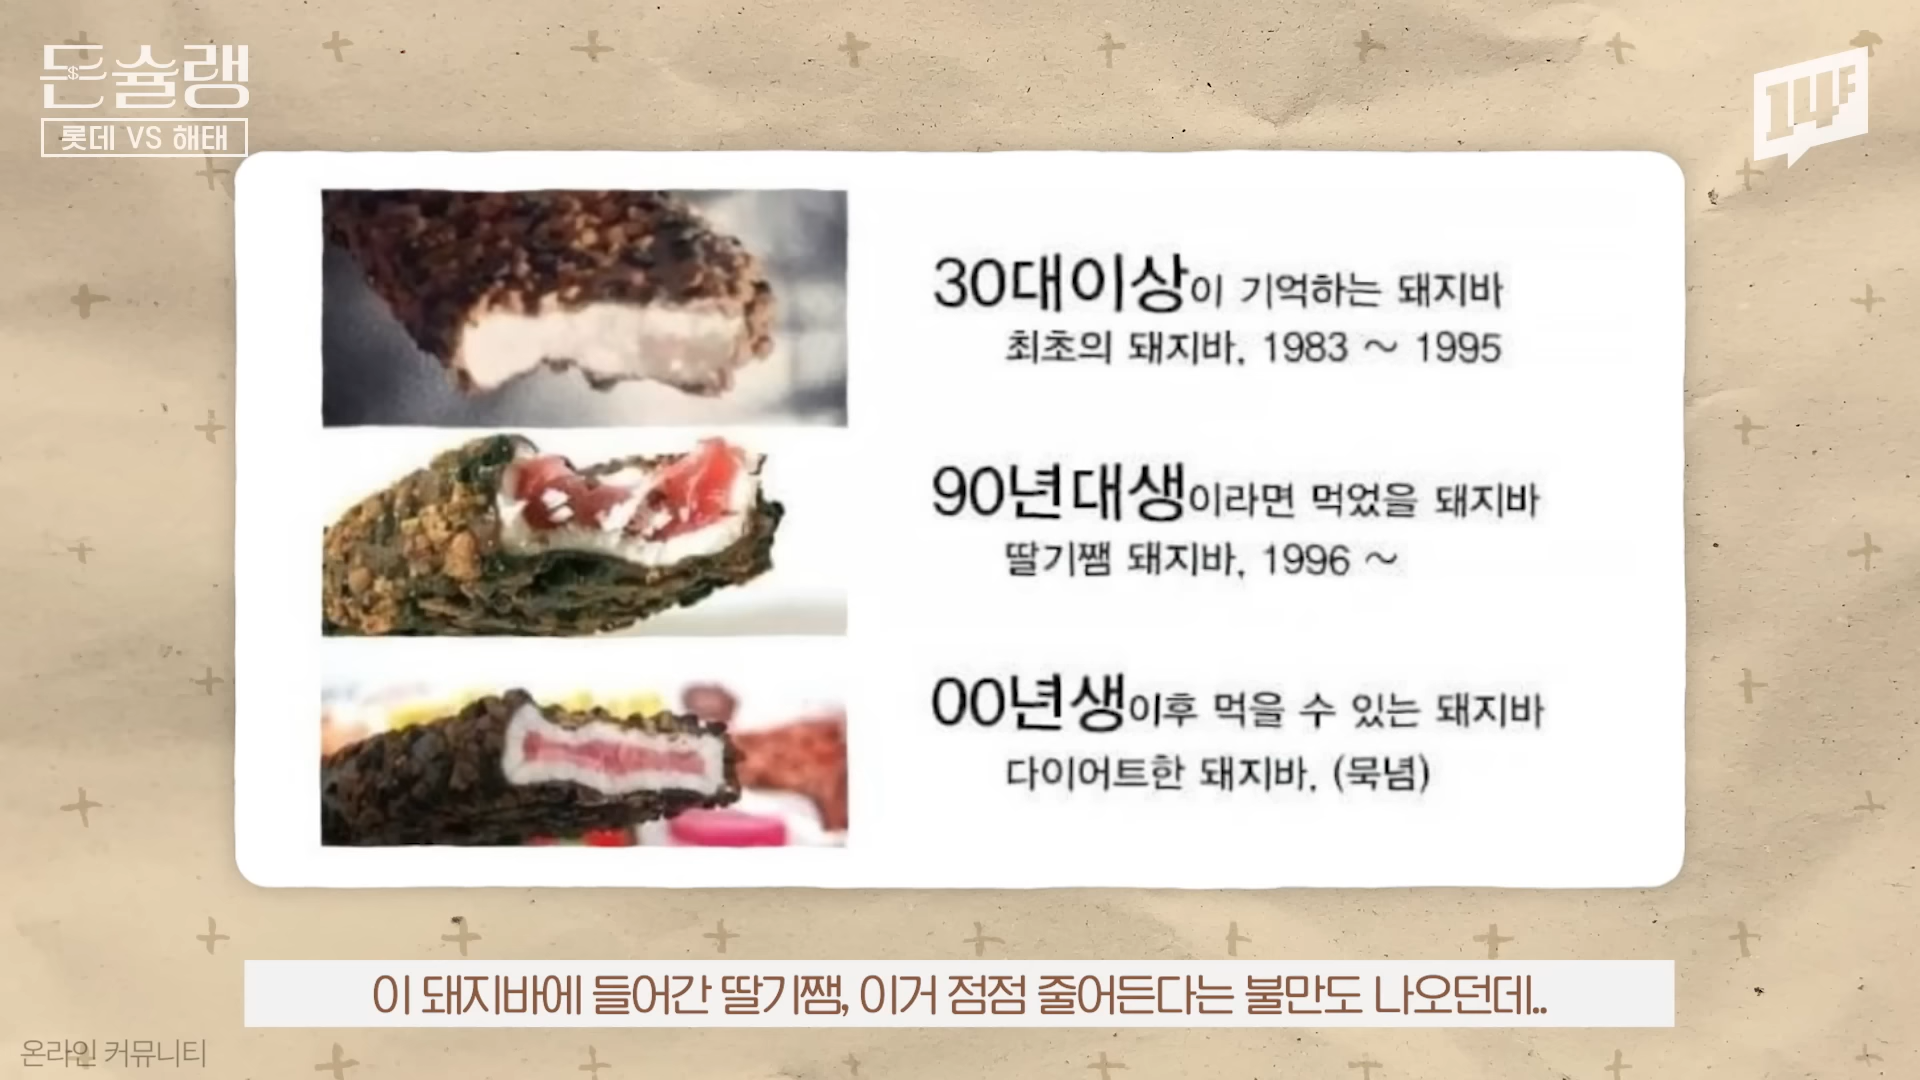 돈슐랭
롯데 VS 해태
14F
30대이상이 기억하는 돼지바
최초의 돼지바, 1983 ~ 1995
90년대생이라면 먹었을 돼지바
딸기쨈 돼지바, 1996 ~
00년생이후 먹을 수 있는 돼지바
다이어트한 돼지바, (묵념)
이 돼지바에 들어간 딸기쨈, 이거 점점 줄어든다는 불만도 나오던데..
온라인 커뮤니티